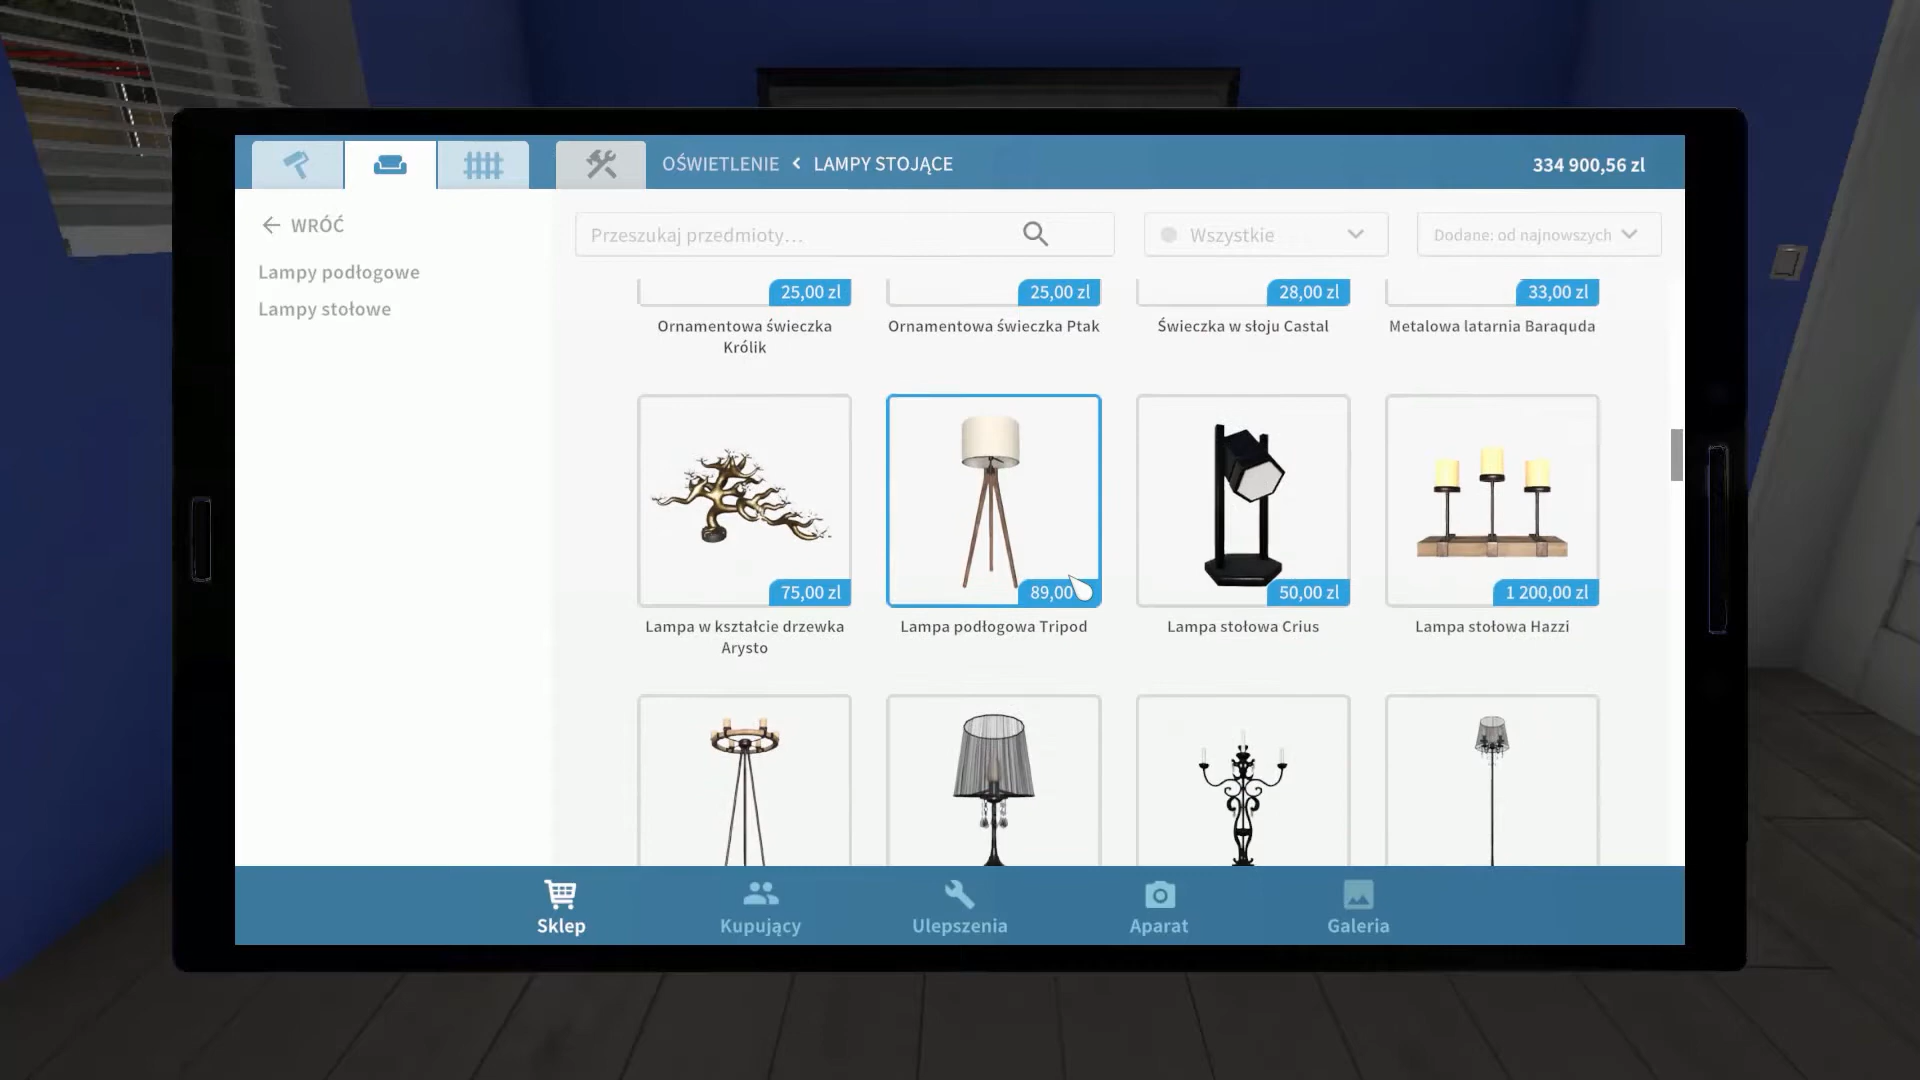 OŚWIETLENIE < LAMPY STOJĄCE
334 900,56 zl
WRÓĆ
Lampy podłogowe
Lampy stołowe
Przeszukaj przedmioty...
Wszystkie
Dodane: od najnowszych
25,00 zl
25,00 zl
28,00 zl
33,00 zl
Ornamentowa świeczka
Królik
Ornamentowa świeczka Ptak
Świeczka w słoju Castal
Metalowa latarnia Baraquda
75,00 zl
89,00
50,00 zl
1 200,00 zl
Lampa w kształcie drzewka
Arysto
Lampa podłogowa Tripod
Lampa stołowa Crius
Lampa stołowa Hazzi
Sklep
Kupujący
Ulepszenia
Aparat
Galeria